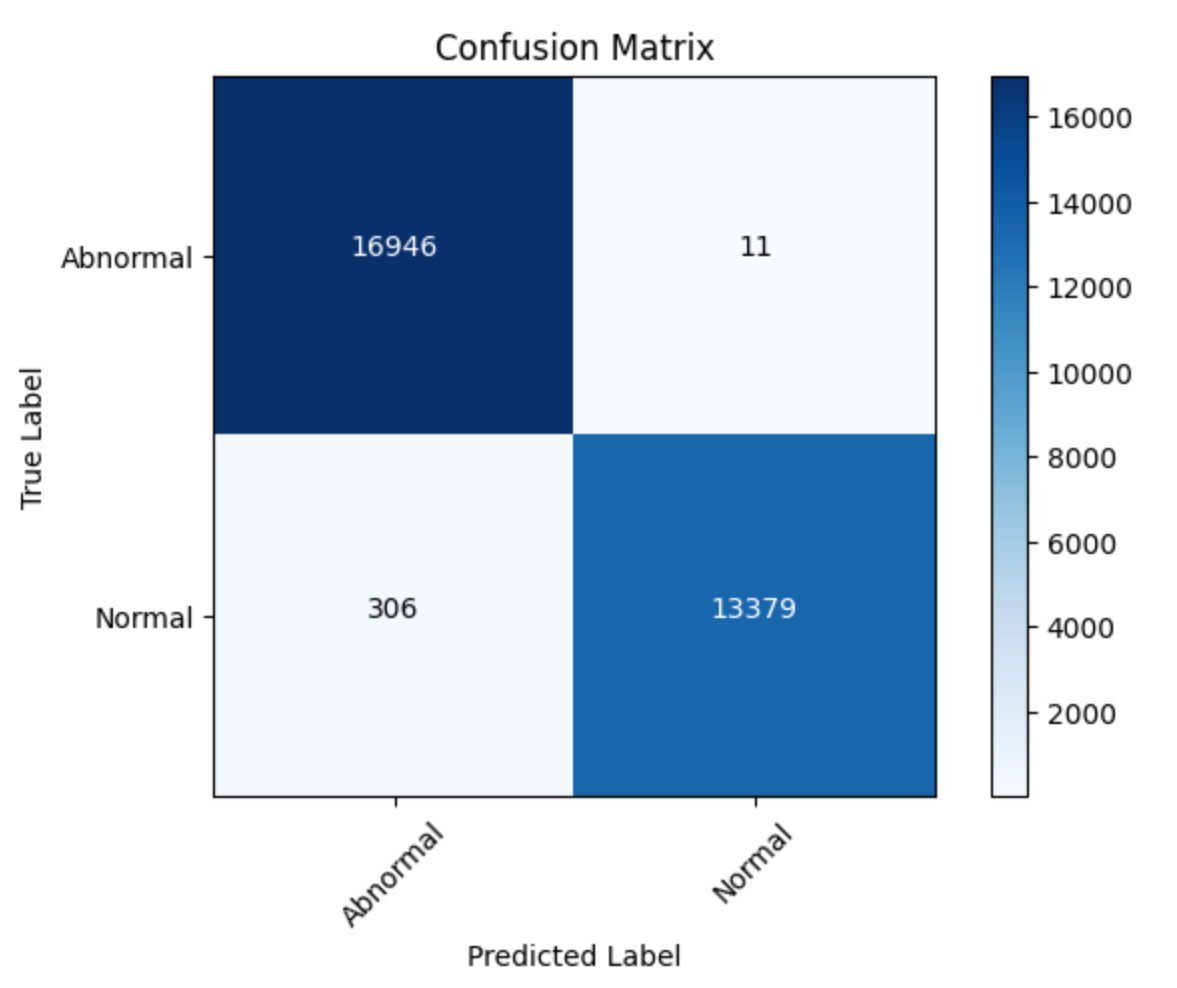 Confusion Matrix
Abnormal
16946
11
Normal
306
13379
True Label
Abnormal
Normal
Predicted Label
16000
14000
12000
10000
8000
6000
4000
2000